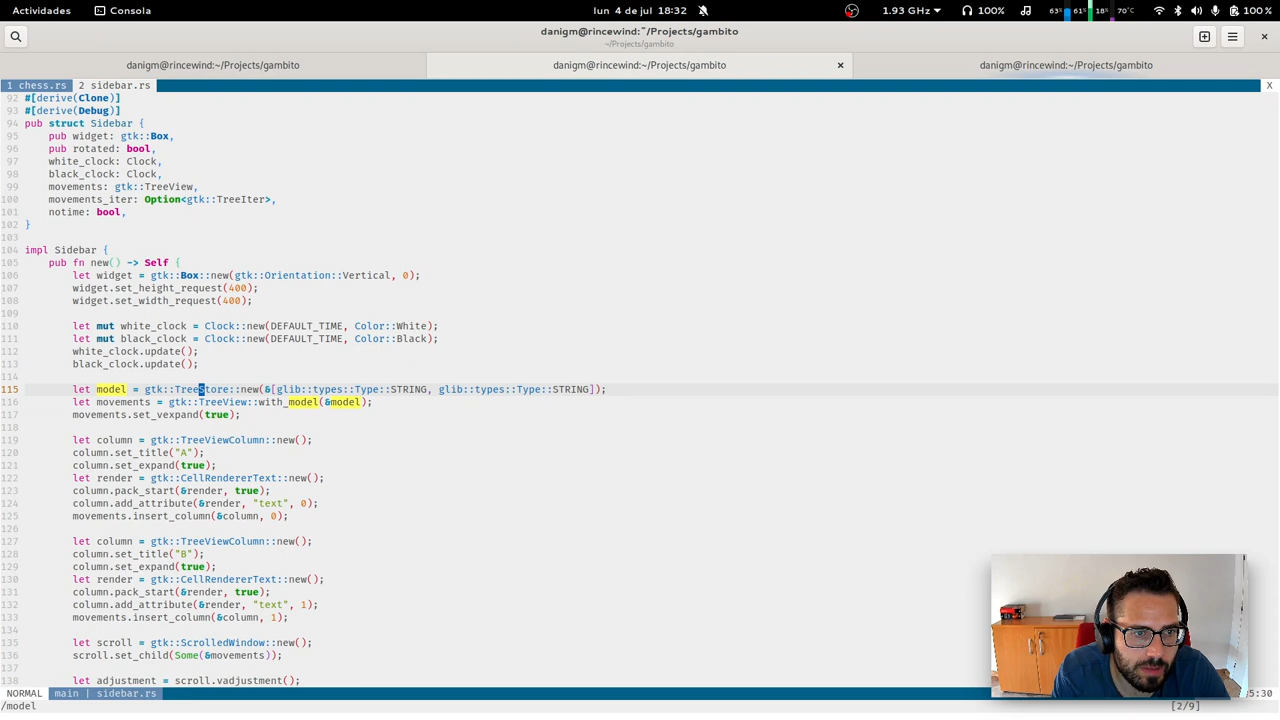 Actividades Consola lun 4 de jul 18:32 1.93 GHz 100% 63% 61% 18% 70°C 100 %
danigm@rincewind:~/Projects/gambito
~/Projects/gambito
danigm@rincewind:~/Projects/gambito danigm@rincewind:~/Projects/gambito × danigm@rincewind:~/Projects/gambito
1 chess.rs 2 sidebar.rs X
92 #[derive(Clone)]
93 #[derive(Debug)]
94 pub struct Sidebar {
95 pub widget: gtk::Box,
96 pub rotated: bool,
97 white_clock: Clock,
98 black_clock: Clock,
99 movements: gtk::TreeView,
100 movements_iter: Option<gtk::TreeIter>,
101 notime: bool,
102 }
103
104 impl Sidebar {
105 pub fn new() -> Self {
106 let widget = gtk::Box::new(gtk::Orientation::Vertical, 0);
107 widget.set_height_request(400);
108 widget.set_width_request(400);
109
110 let mut white_clock = Clock::new(DEFAULT_TIME, Color::White);
111 let mut black_clock = Clock::new(DEFAULT_TIME, Color::Black);
112 white_clock.update();
113 black_clock.update();
114
115 let model = gtk::TreeStore::new(&[glib::types::Type::STRING, glib::types::Type::STRING]);
116 let movements = gtk::TreeView::with_model(&model);
117 movements.set_vexpand(true);
118
119 let column = gtk::TreeViewColumn::new();
120 column.set_title("A");
121 column.set_expand(true);
122 let render = gtk::CellRendererText::new();
123 column.pack_start(&render, true);
124 column.add_attribute(&render, "text", 0);
125 movements.insert_column(&column, 0);
126
127 let column = gtk::TreeViewColumn::new();
128 column.set_title("B");
129 column.set_expand(true);
130 let render = gtk::CellRendererText::new();
131 column.pack_start(&render, true);
132 column.add_attribute(&render, "text", 1);
133 movements.insert_column(&column, 1);
134
135 let scroll = gtk::ScrolledWindow::new();
136 scroll.set_child(Some(&movements));
137
138 let adjustment = scroll.vadjustment();
NORMAL main | sidebar.rs 5:30
/model [2/9]